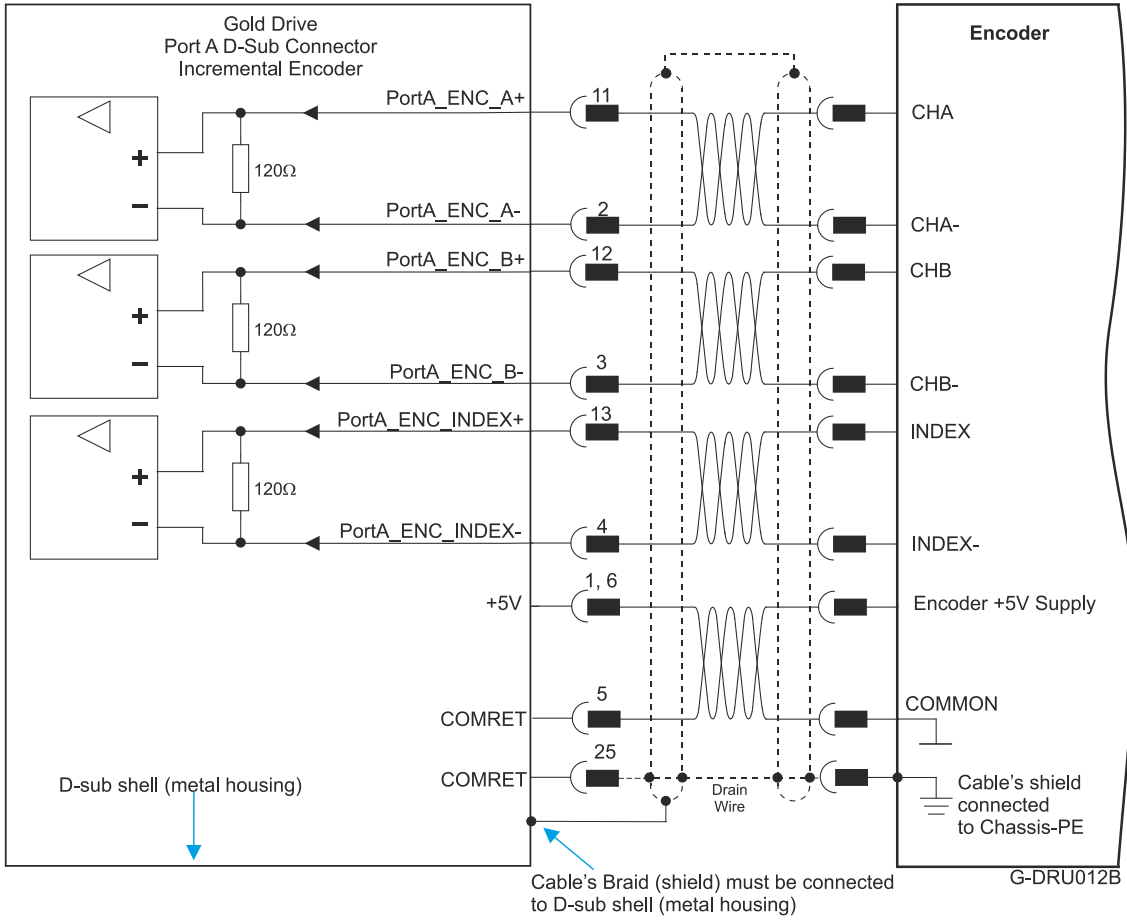 Gold Drive
Port A D-Sub Connector
Incremental Encoder
Encoder
PortA_ENC_A+
11
CHA
+
120Ω
−
PortA_ENC_A-
2
CHA-
PortA_ENC_B+
12
CHB
+
120Ω
−
PortA_ENC_B-
3
CHB-
PortA_ENC_INDEX+
13
INDEX
+
120Ω
−
PortA_ENC_INDEX-
4
INDEX-
+5V
1, 6
Encoder +5V Supply
COMRET
5
COMMON
COMRET
25
Drain
Wire
Cable's shield
connected
to Chassis-PE
D-sub shell (metal housing)
G-DRU012B
Cable's Braid (shield) must be connected
to D-sub shell (metal housing)